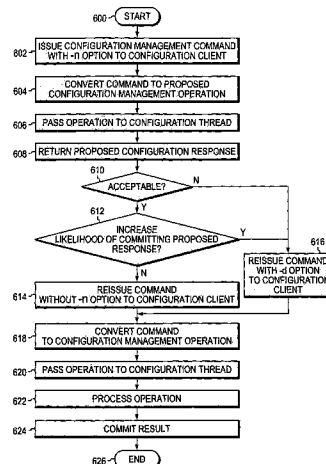 600
START
602
ISSUE CONFIGURATION MANAGEMENT COMMAND
WITH -n OPTION TO CONFIGURATION CLIENT
604
CONVERT COMMAND TO PROPOSED
CONFIGURATION MANAGEMENT OPERATION
606
PASS OPERATION TO CONFIGURATION THREAD
608
RETURN PROPOSED CONFIGURATION RESPONSE
610
ACCEPTABLE?
N
Y
612
INCREASE
LIKELIHOOD OF COMMITTING PROPOSED
RESPONSE?
Y
N
616
REISSUE COMMAND
WITH -d OPTION
TO CONFIGURATION
CLIENT
614
REISSUE COMMAND
WITHOUT -n OPTION TO CONFIGURATION CLIENT
618
CONVERT COMMAND
TO CONFIGURATION MANAGEMENT OPERATION
620
PASS OPERATION TO CONFIGURATION THREAD
622
PROCESS OPERATION
624
COMMIT RESULT
626
END